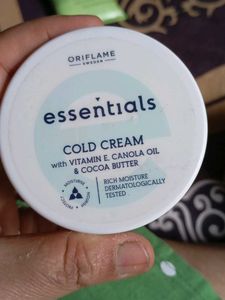 ORIFLAME
SWEDEN
essentials
COLD CREAM
with VITAMIN E, CANOLA OIL
& COCOA BUTTER
RICH MOISTURE
DERMATOLOGICALLY
TESTED